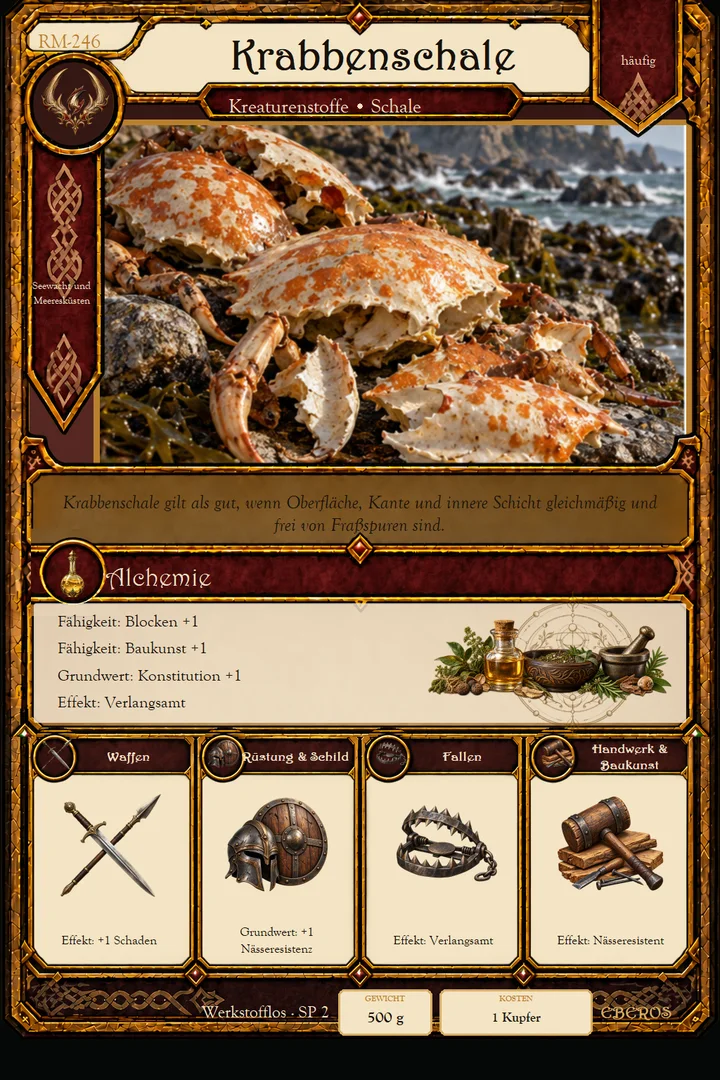 RM-246
Krabbenschale
häufig
Kreaturenstoffe • Schale
Seewacht und
Meeresküsten
Krabbenschale gilt als gut, wenn Oberfläche, Kante und innere Schicht gleichmäßig und
frei von Fraßspuren sind.
Alchemie
Fähigkeit: Blocken +1
Fähigkeit: Baukunst +1
Grundwert: Konstitution +1
Effekt: Verlangsamt
Waffen
Rüstung & Schild
Fallen
Handwerk &
Baukunst
Effekt: +1 Schaden
Grundwert: +1
Nässeresistenz
Effekt: Verlangsamt
Effekt: Nässeresistent
Werkstofflos · SP 2
GEWICHT
500 g
KOSTEN
1 Kupfer
EBEROS